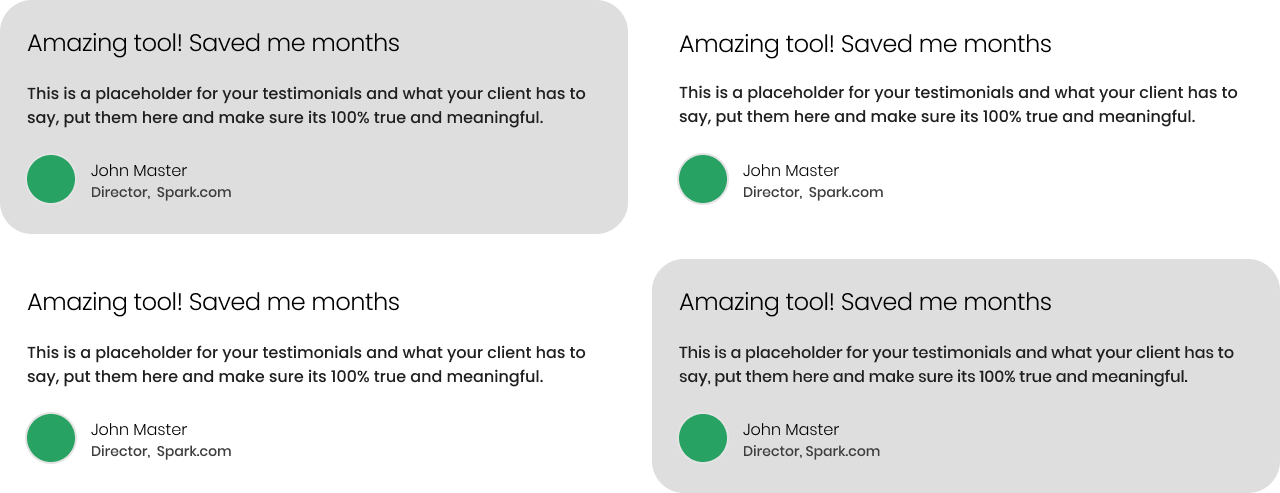 Amazing tool! Saved me months
This is a placeholder for your testimonials and what your client has to
say, put them here and make sure its 100% true and meaningful.
John Master
Director,  Spark.com
Amazing tool! Saved me months
This is a placeholder for your testimonials and what your client has to
say, put them here and make sure its 100% true and meaningful.
John Master
Director,  Spark.com
Amazing tool! Saved me months
This is a placeholder for your testimonials and what your client has to
say, put them here and make sure its 100% true and meaningful.
John Master
Director,  Spark.com
Amazing tool! Saved me months
This is a placeholder for your testimonials and what your client has to
say, put them here and make sure its 100% true and meaningful.
John Master
Director, Spark.com